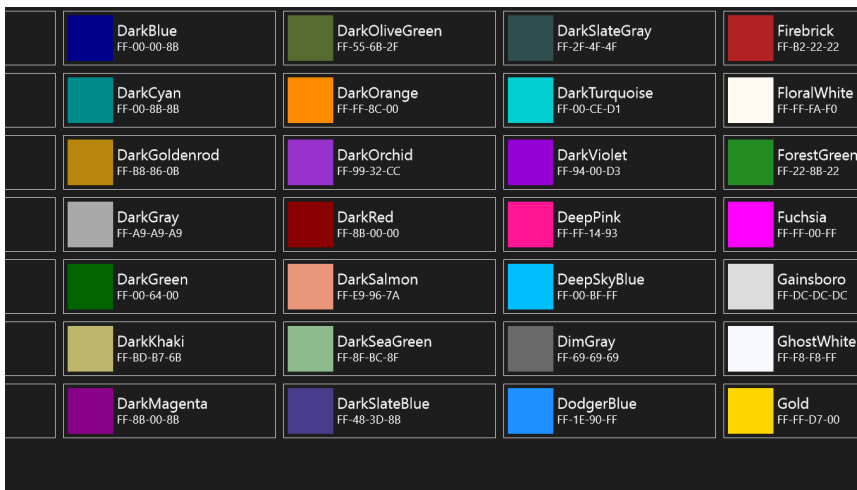 DarkBlue
FF-00-00-8B
DarkCyan
FF-00-8B-8B
DarkGoldenrod
FF-B8-86-0B
DarkGray
FF-A9-A9-A9
DarkGreen
FF-00-64-00
DarkKhaki
FF-BD-B7-6B
DarkMagenta
FF-8B-00-8B
DarkOliveGreen
FF-55-6B-2F
DarkOrange
FF-FF-8C-00
DarkOrchid
FF-99-32-CC
DarkRed
FF-8B-00-00
DarkSalmon
FF-E9-96-7A
DarkSeaGreen
FF-8F-BC-8F
DarkSlateBlue
FF-48-3D-8B
DarkSlateGray
FF-2F-4F-4F
DarkTurquoise
FF-00-CE-D1
DarkViolet
FF-94-00-D3
DeepPink
FF-FF-14-93
DeepSkyBlue
FF-00-BF-FF
DimGray
FF-69-69-69
DodgerBlue
FF-1E-90-FF
Firebrick
FF-B2-22-22
FloralWhite
FF-FF-FA-F0
ForestGreen
FF-22-8B-22
Fuchsia
FF-FF-00-FF
Gainsboro
FF-DC-DC-DC
GhostWhite
FF-F8-F8-FF
Gold
FF-FF-D7-00